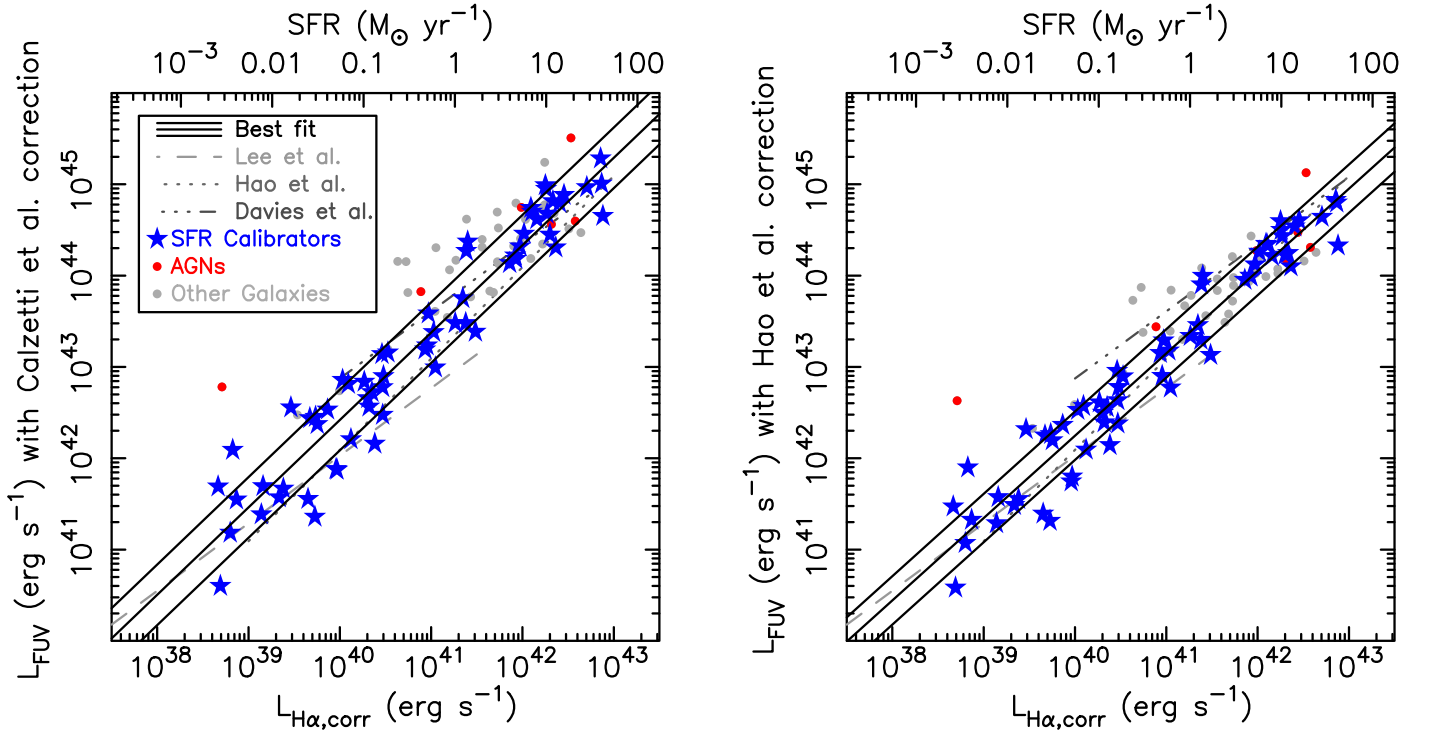 SFR (M⊙ yr⁻¹)
10⁻³ 0.01 0.1 1 10 100
L_FUV (erg s⁻¹) with Calzetti et al. correction
10⁴⁵
10⁴⁴
10⁴³
10⁴²
10⁴¹
Best fit
Lee et al.
Hao et al.
Davies et al.
SFR Calibrators
AGNs
Other Galaxies
10³⁸ 10³⁹ 10⁴⁰ 10⁴¹ 10⁴² 10⁴³
L_Hα,corr (erg s⁻¹)
SFR (M⊙ yr⁻¹)
10⁻³ 0.01 0.1 1 10 100
L_FUV (erg s⁻¹) with Hao et al. correction
10⁴⁵
10⁴⁴
10⁴³
10⁴²
10⁴¹
10³⁸ 10³⁹ 10⁴⁰ 10⁴¹ 10⁴² 10⁴³
L_Hα,corr (erg s⁻¹)